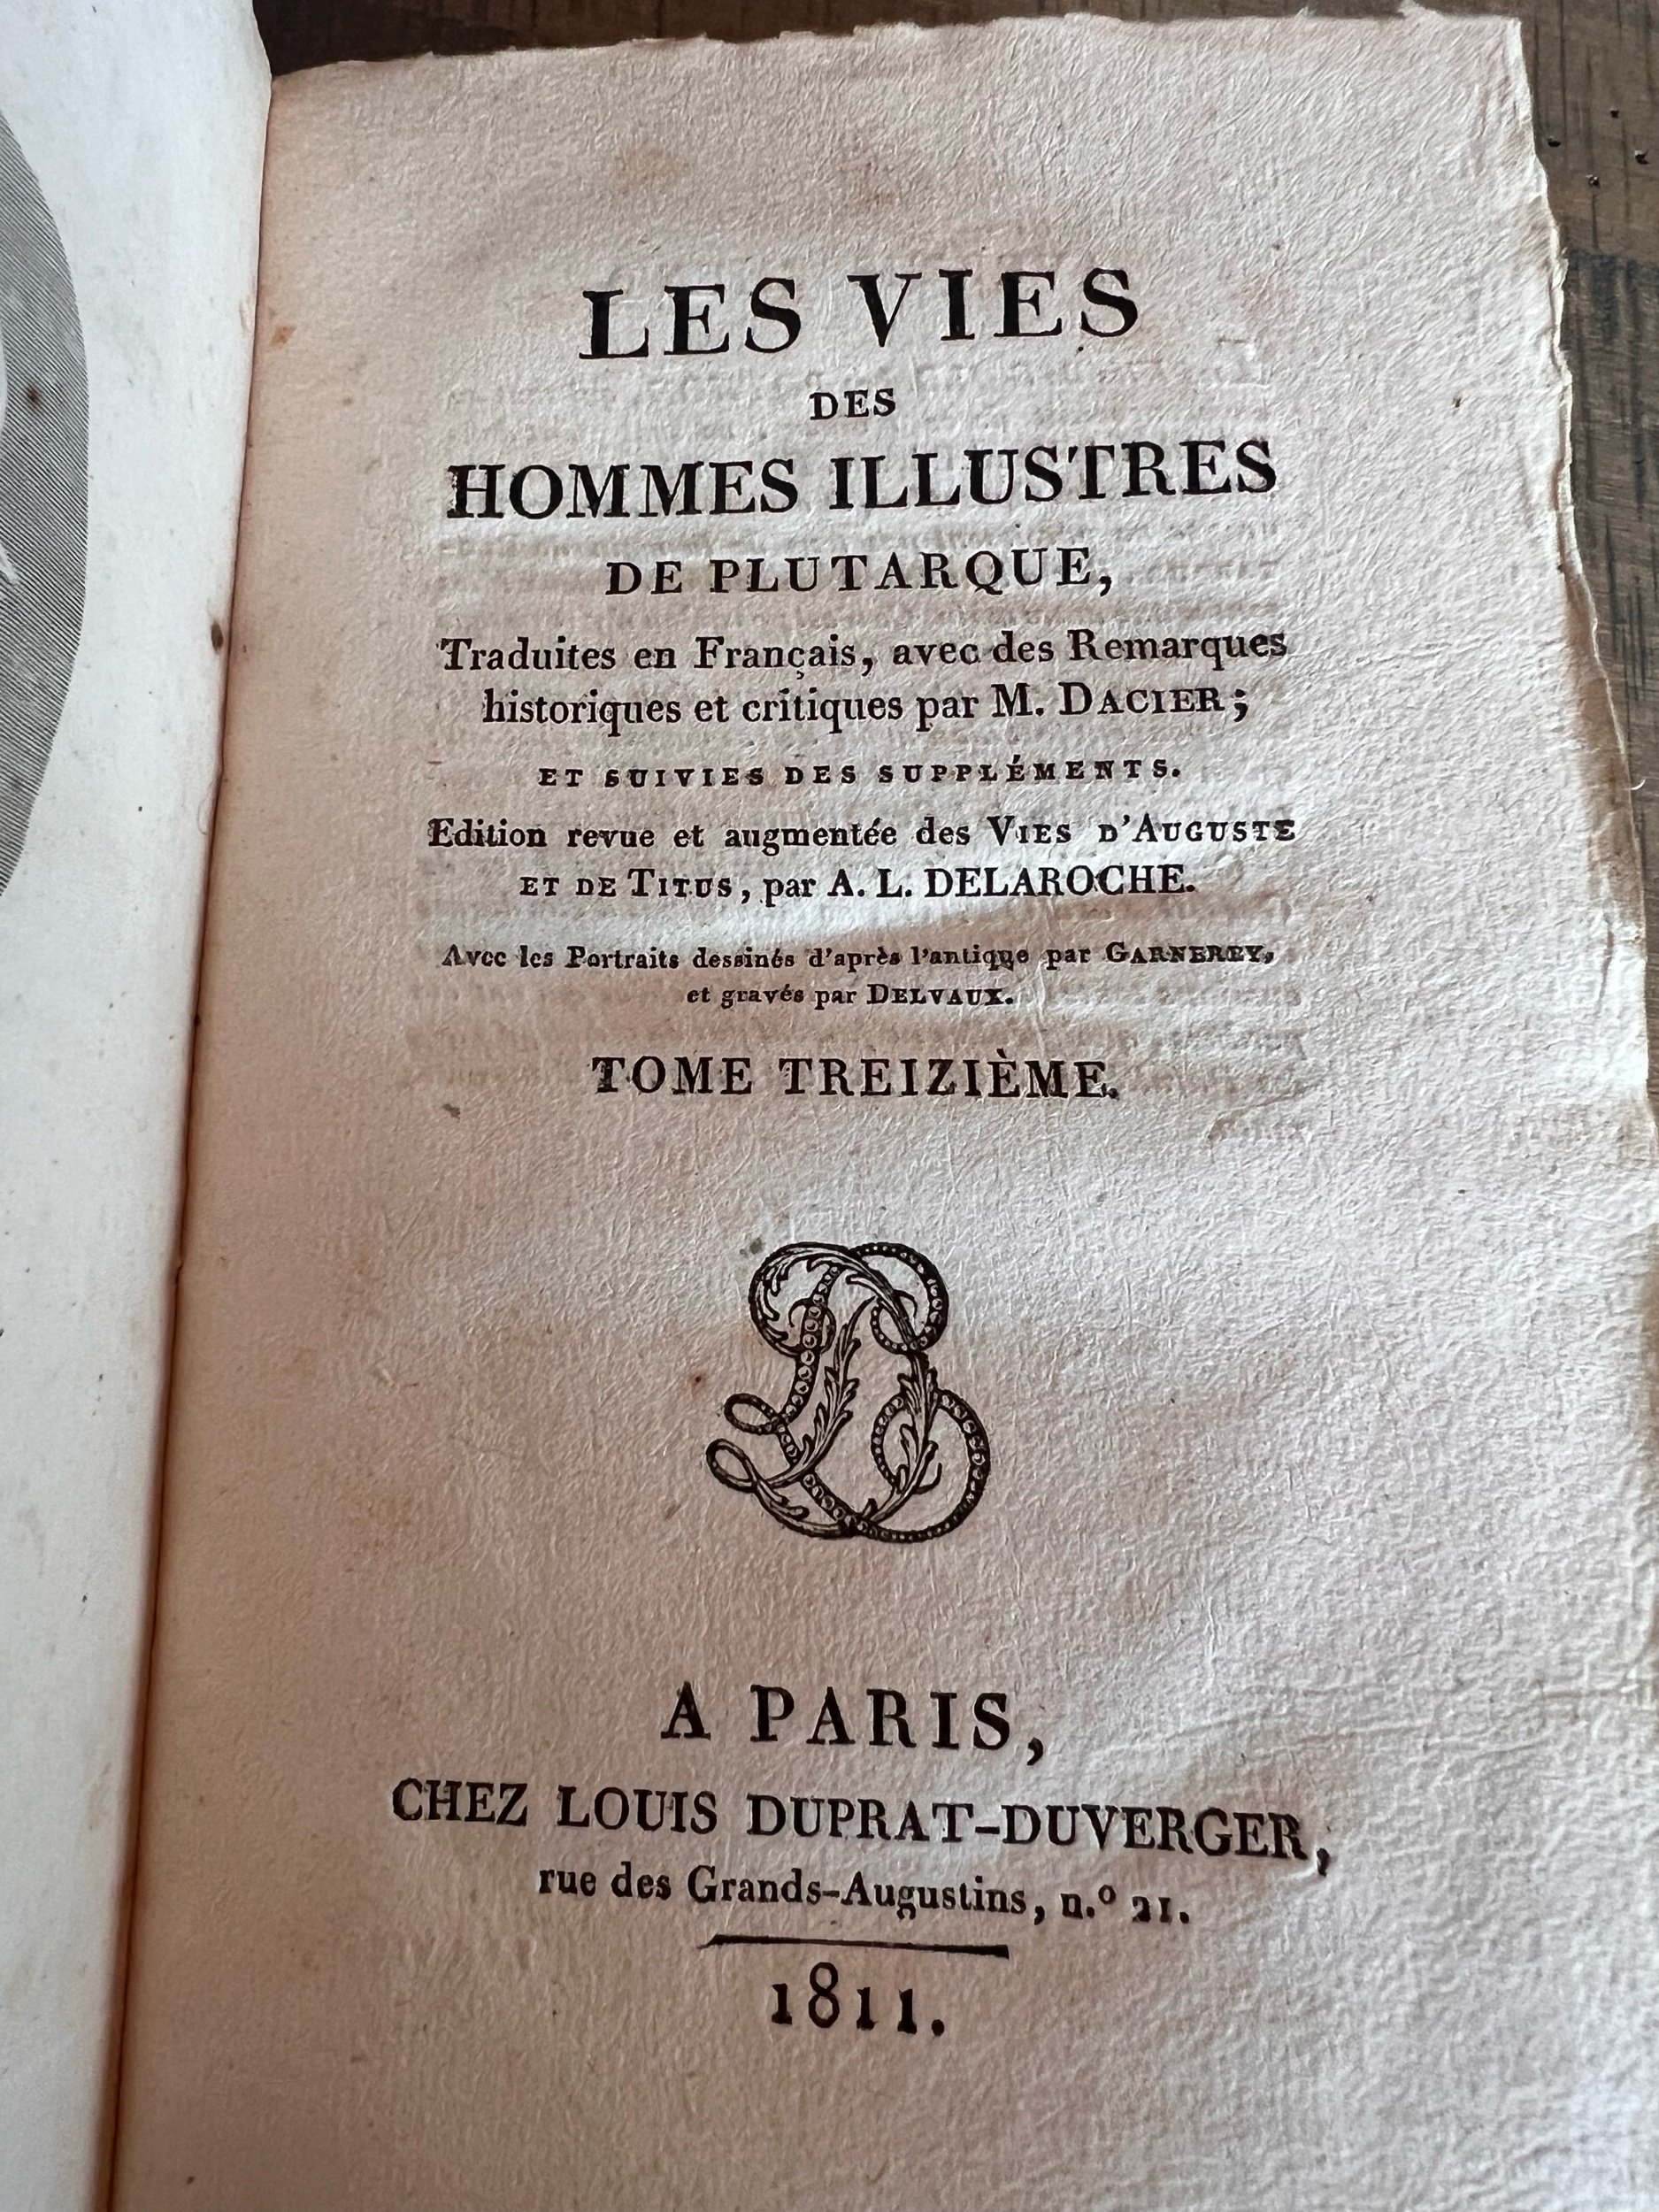 LES VIES
DES
HOMMES ILLUSTRES
DE PLUTARQUE,
Traduites en Français, avec des Remarques
historiques et critiques par M. DACIER;
ET SUIVIES DES SUPPLÉMENTS.
Edition revue et augmentée des VIES D'AUGUSTE
ET DE TITUS, par A. L. DELAROCHE.
Avec les Portraits dessinés d'après l'antique par GARNEREY,
et gravés par DELVAUX.
TOME TREIZIÈME.
A PARIS,
CHEZ LOUIS DUPRAT-DUVERGER,
rue des Grands-Augustins, n.º 21.
1811.